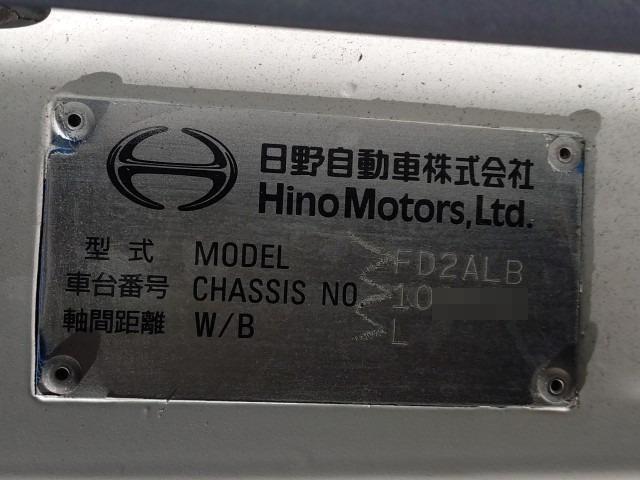 日野自動車株式会社
Hino Motors, Ltd.
型式 MODEL FD2ALB
車台番号 CHASSIS NO. 10
軸間距離 W/B L